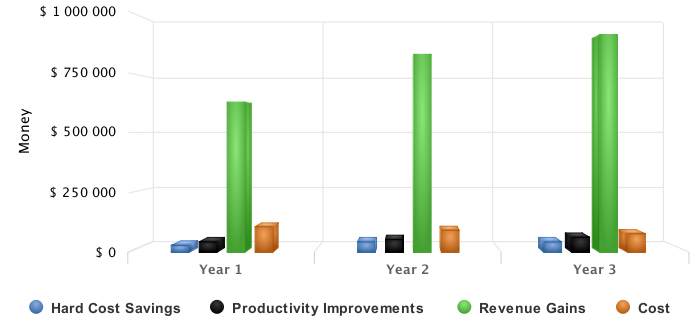 $ 1 000 000
$ 750 000
$ 500 000
$ 250 000
$ 0
Money
Year 1
Year 2
Year 3
Hard Cost Savings
Productivity Improvements
Revenue Gains
Cost